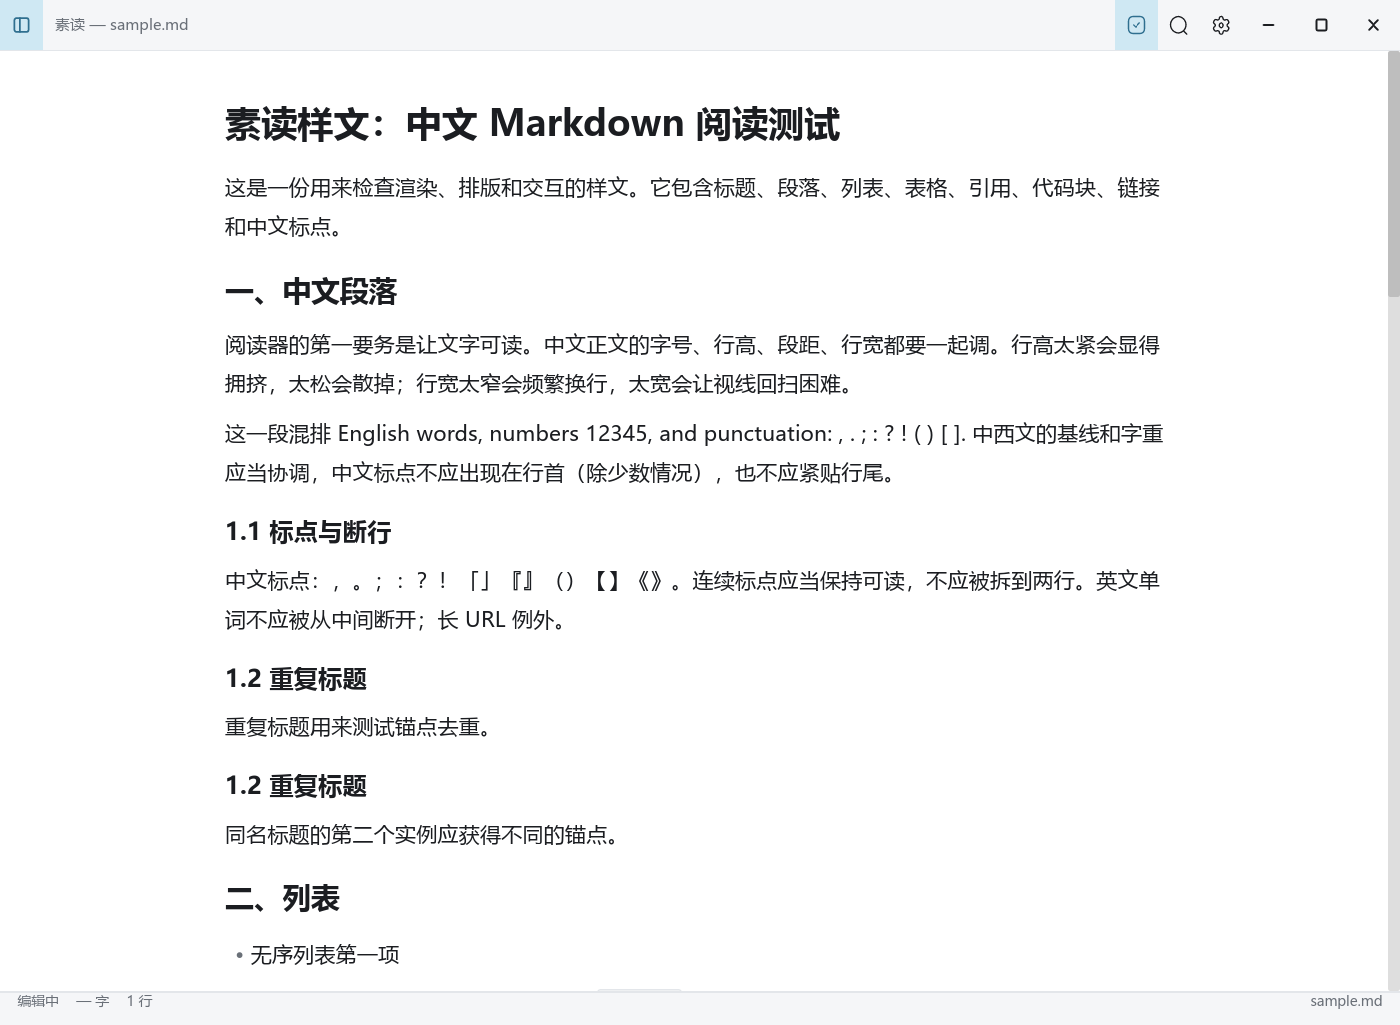 素读 — sample.md
素读样文：中文 Markdown 阅读测试
这是一份用来检查渲染、排版和交互的样文。它包含标题、段落、列表、表格、引用、代码块、链接
和中文标点。
一、中文段落
阅读器的第一要务是让文字可读。中文正文的字号、行高、段距、行宽都要一起调。行高太紧会显得
拥挤，太松会散掉；行宽太窄会频繁换行，太宽会让视线回扫困难。
这一段混排 English words, numbers 12345, and punctuation: , . ; : ? ! ( ) [ ]. 中西文的基线和字重
应当协调，中文标点不应出现在行首（除少数情况），也不应紧贴行尾。
1.1 标点与断行
中文标点：，。；：？！「」『』（）【】《》。连续标点应当保持可读，不应被拆到两行。英文单
词不应被从中间断开；长 URL 例外。
1.2 重复标题
重复标题用来测试锚点去重。
1.2 重复标题
同名标题的第二个实例应获得不同的锚点。
二、列表
• 无序列表第一项
编辑中 — 字 1 行
sample.md